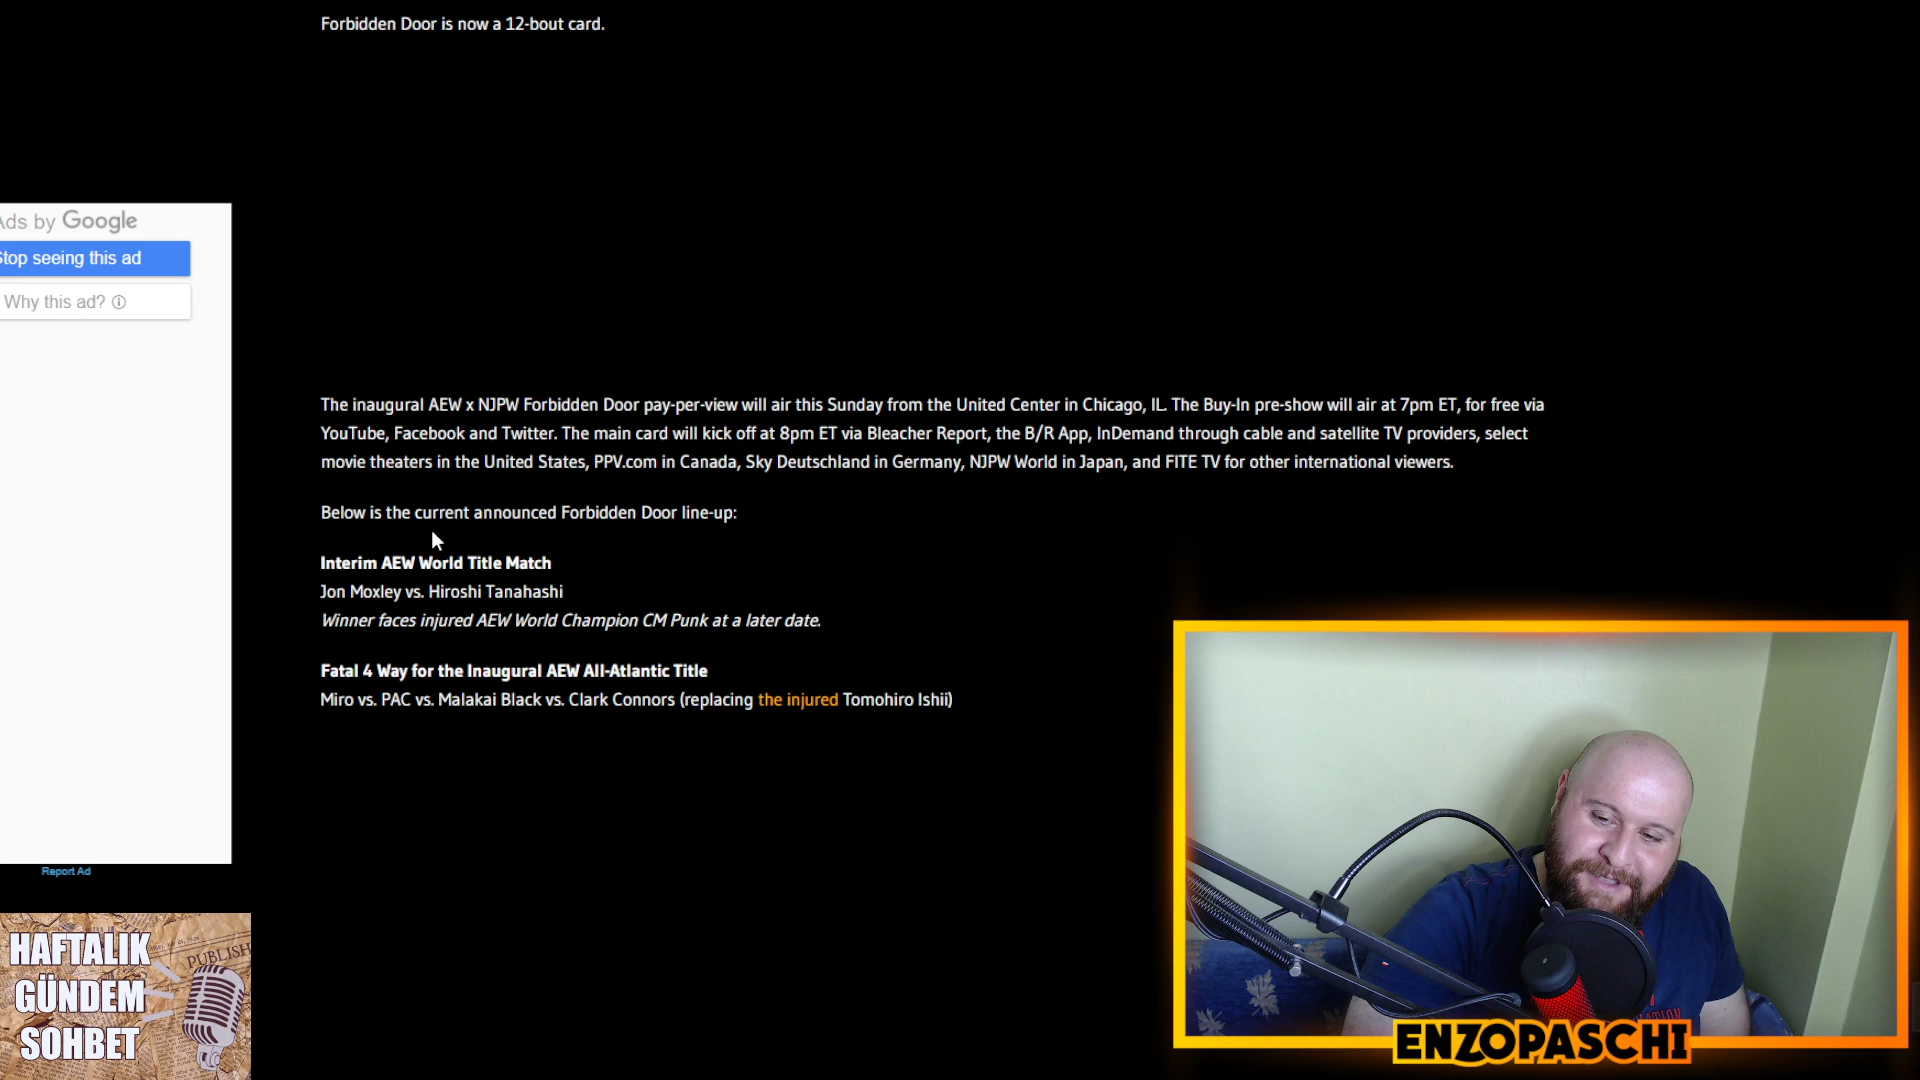 Forbidden Door is now a 12-bout card.
Ads by Google
Stop seeing this ad
Why this ad?
The inaugural AEW x NJPW Forbidden Door pay-per-view will air this Sunday from the United Center in Chicago, IL. The Buy-In pre-show will air at 7pm ET, for free via
YouTube, Facebook and Twitter. The main card will kick off at 8pm ET via Bleacher Report, the B/R App, InDemand through cable and satellite TV providers, select
movie theaters in the United States, PPV.com in Canada, Sky Deutschland in Germany, NJPW World in Japan, and FITE TV for other international viewers.
Below is the current announced Forbidden Door line-up:
Interim AEW World Title Match
Jon Moxley vs. Hiroshi Tanahashi
Winner faces injured AEW World Champion CM Punk at a later date.
Fatal 4 Way for the Inaugural AEW All-Atlantic Title
Miro vs. PAC vs. Malakai Black vs. Clark Connors (replacing the injured Tomohiro Ishii)
Report Ad
HAFTALIK
GÜNDEM
SOHBET
PUBLISH
ENZOPASCHI